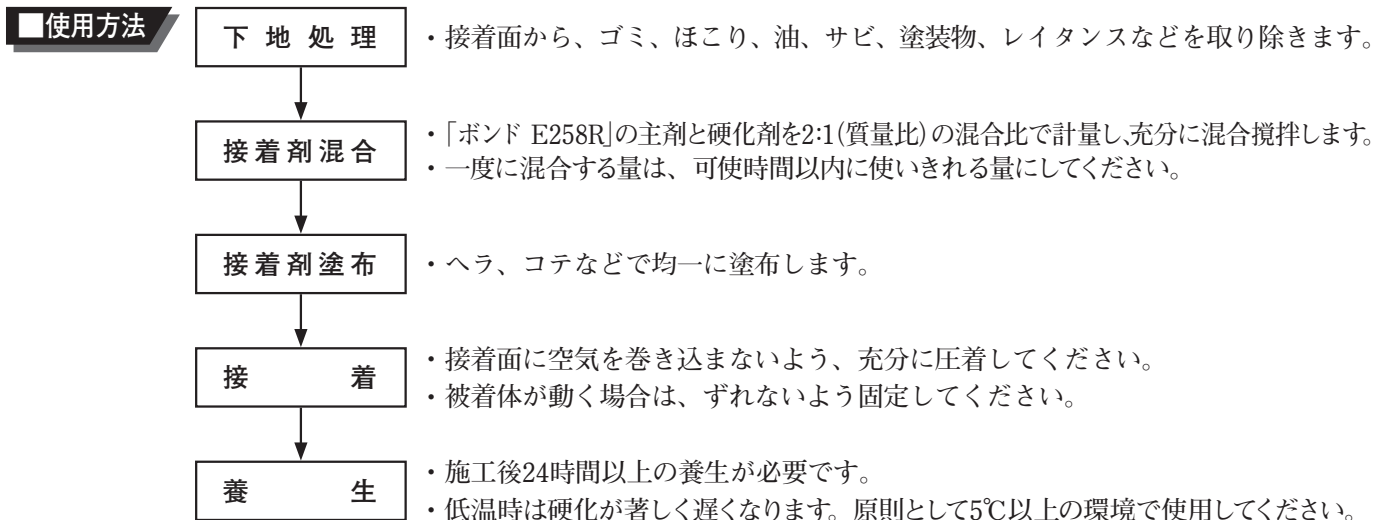 ■使用方法
下地処理
・接着面から、ゴミ、ほこり、油、サビ、塗装物、レイタンスなどを取り除きます。
接着剤混合
・「ボンド E258R」の主剤と硬化剤を2:1(質量比)の混合比で計量し、充分に混合撹拌します。
・一度に混合する量は、可使時間以内に使いきれる量にしてください。
接着剤塗布
・ヘラ、コテなどで均一に塗布します。
接着
・接着面に空気を巻き込まないよう、充分に圧着してください。
・被着体が動く場合は、ずれないよう固定してください。
養生
・施工後24時間以上の養生が必要です。
・低温時は硬化が著しく遅くなります。原則として5℃以上の環境で使用してください。